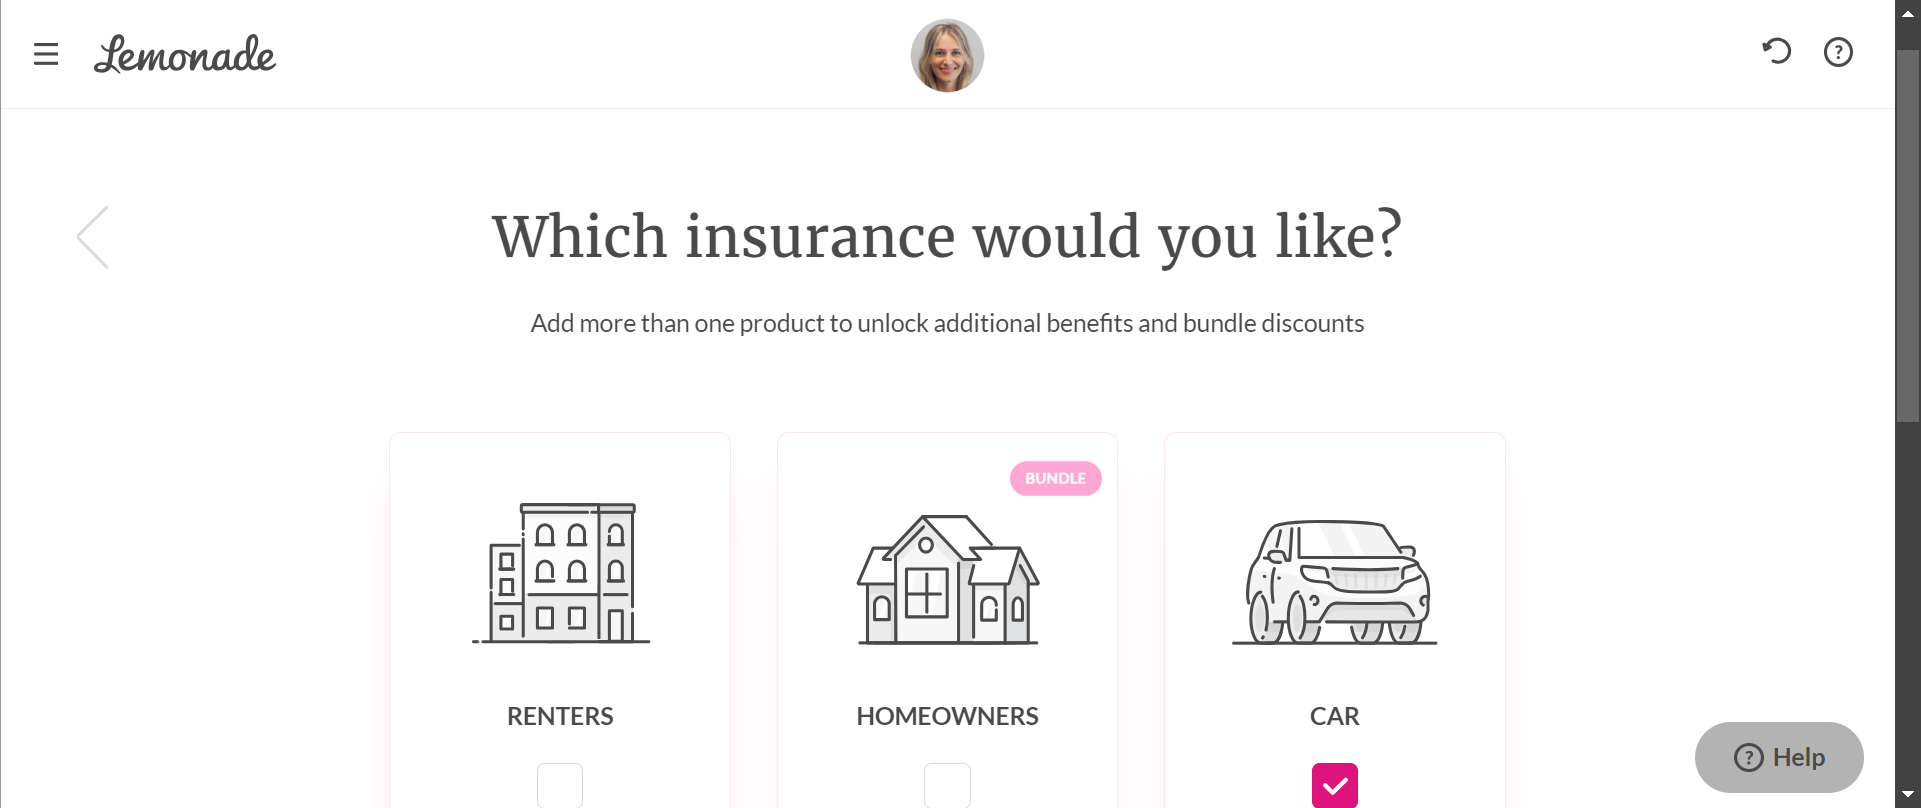 Lemonade
Which insurance would you like?
Add more than one product to unlock additional benefits and bundle discounts
BUNDLE
RENTERS
HOMEOWNERS
CAR
? Help